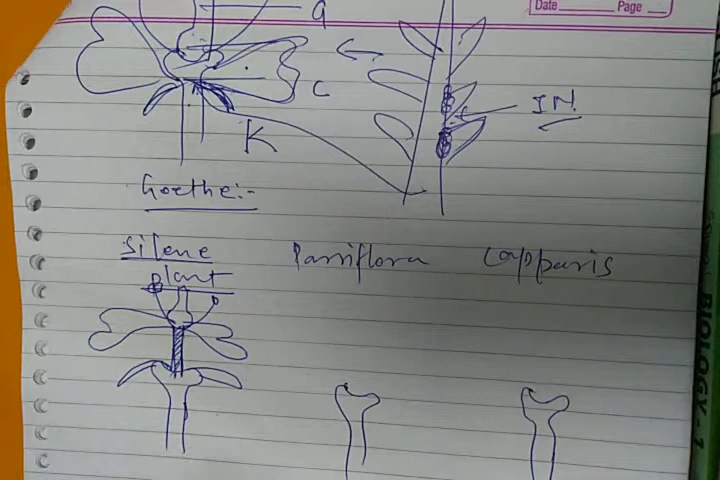 Date Page
G
C
IN
K
Goethe:-
Silene Passiflora Capparis
plant
BIOLOGY - 1